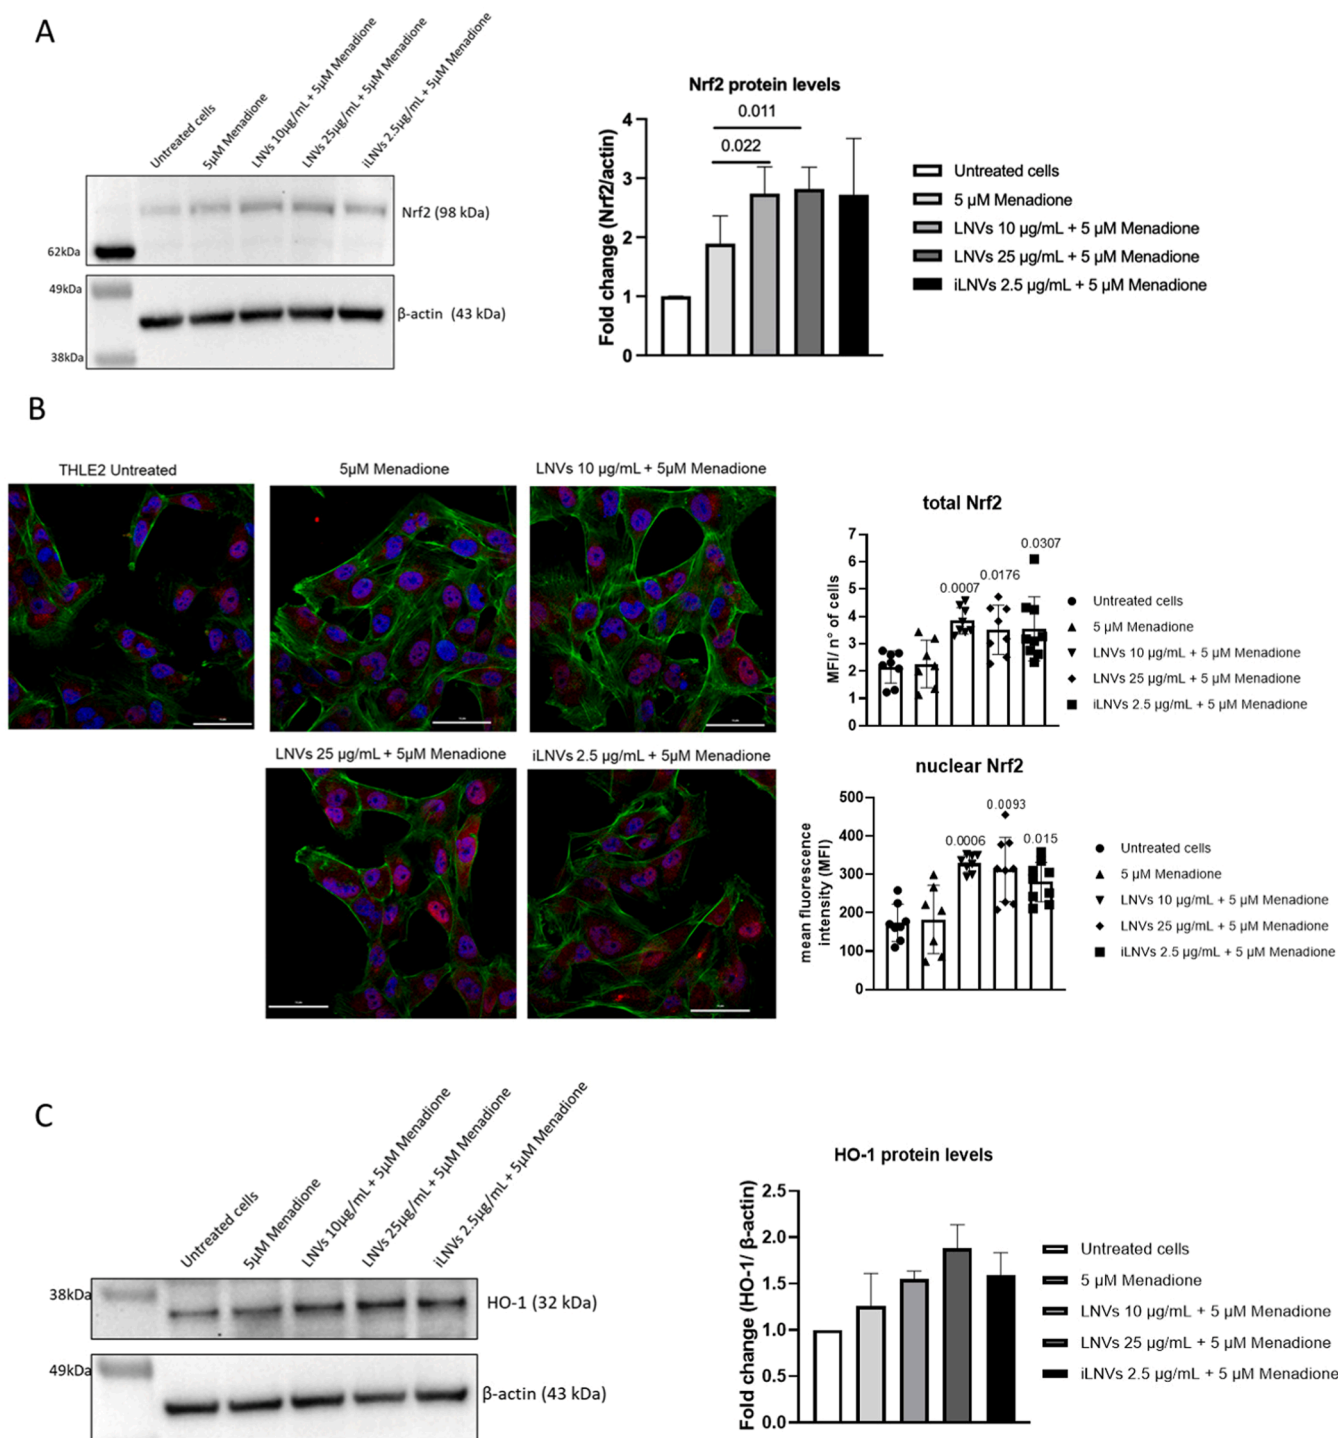 A
Untreated cells
5µM Menadione
LNVs 10µg/mL + 5µM Menadione
LNVs 25µg/mL + 5µM Menadione
iLNVs 2.5µg/mL + 5µM Menadione
Nrf2 (98 kDa)
62kDa
49kDa
β-actin (43 kDa)
38kDa
Nrf2 protein levels
Fold change (Nrf2/actin)
4
3
2
1
0
0.011
0.022
Untreated cells
5 µM Menadione
LNVs 10 µg/mL + 5 µM Menadione
LNVs 25 µg/mL + 5 µM Menadione
iLNVs 2.5 µg/mL + 5 µM Menadione
B
THLE2 Untreated
5µM Menadione
LNVs 10 µg/mL + 5µM Menadione
LNVs 25 µg/mL + 5µM Menadione
iLNVs 2.5 µg/mL + 5µM Menadione
total Nrf2
MFI/ n° of cells
7
6
5
4
3
2
1
0
0.0007
0.0176
0.0307
Untreated cells
5 µM Menadione
LNVs 10 µg/mL + 5 µM Menadione
LNVs 25 µg/mL + 5 µM Menadione
iLNVs 2.5 µg/mL + 5 µM Menadione
nuclear Nrf2
mean fluorescence
intensity (MFI)
500
400
300
200
100
0
0.0006
0.0093
0.015
Untreated cells
5 µM Menadione
LNVs 10 µg/mL + 5 µM Menadione
LNVs 25 µg/mL + 5 µM Menadione
iLNVs 2.5 µg/mL + 5 µM Menadione
C
Untreated cells
5µM Menadione
LNVs 10µg/mL + 5µM Menadione
LNVs 25µg/mL + 5µM Menadione
iLNVs 2.5µg/mL + 5µM Menadione
38kDa
HO-1 (32 kDa)
49kDa
β-actin (43 kDa)
HO-1 protein levels
Fold change (HO-1/ β-actin)
2.5
2.0
1.5
1.0
0.5
0.0
Untreated cells
5 µM Menadione
LNVs 10 µg/mL + 5 µM Menadione
LNVs 25 µg/mL + 5 µM Menadione
iLNVs 2.5 µg/mL + 5 µM Menadione